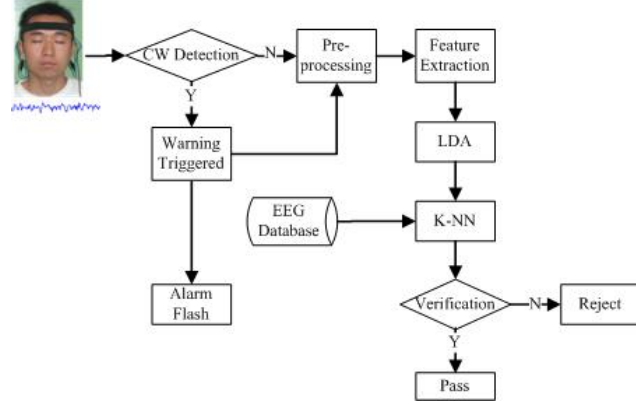 CW Detection
N
Pre-
processing
Feature
Extraction
Y
Warning
Triggered
LDA
EEG
Database
K-NN
Alarm
Flash
Verification
N
Reject
Y
Pass